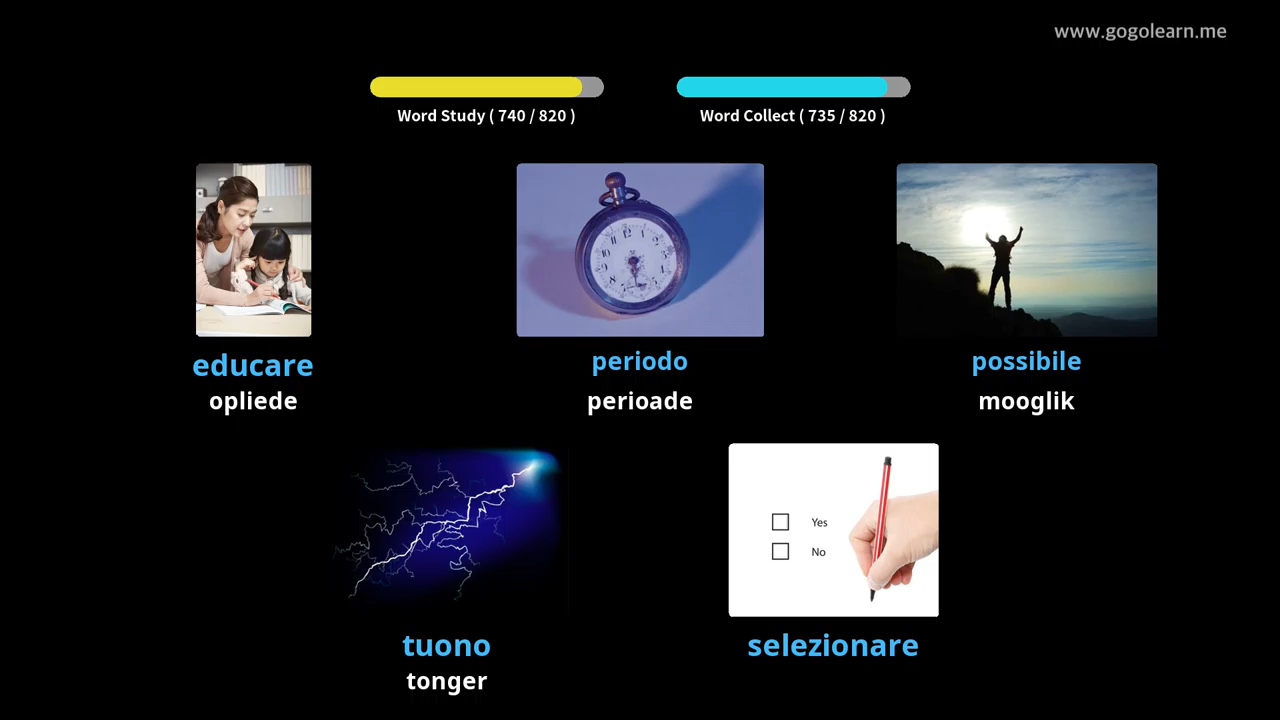 www.gogolearn.me
Word Study ( 740 / 820 )
Word Collect ( 735 / 820 )
educare
opliede
periodo
perioade
possibile
mooglik
Yes
No
tuono
tonger
selezionare